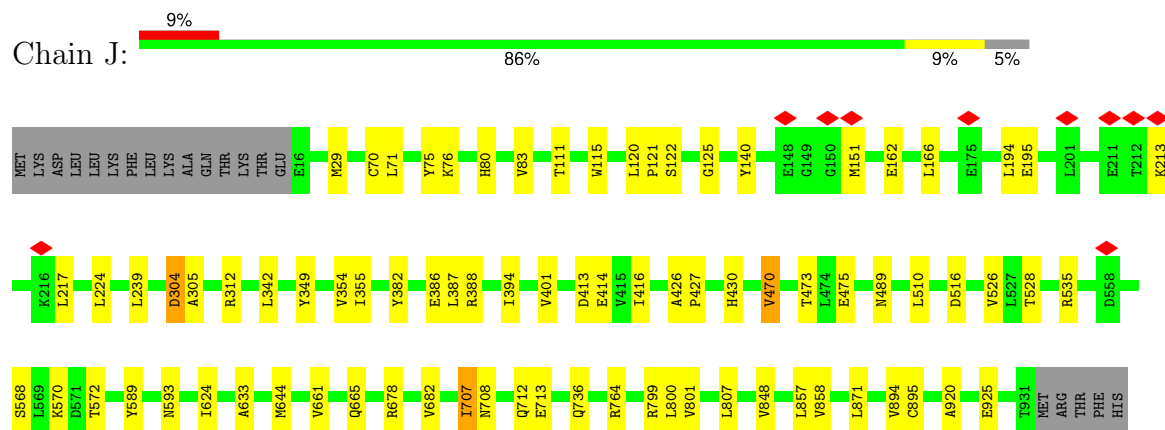 9%
Chain J:
86% 9% 5%
MET LYS ASP LEU LEU LYS PHE LEU LYS ALA GLN THR LYS THR GLU E16 M29 C70 L71 Y75 K76 H80 V83 T111 W115 L120 P121 S122 G125 Y140 E148 G149 G150 M151 E162 L166 E175 L194 E195 L201 E211 T212 K213
K216 L217 L224 L239 D304 A305 R312 L342 Y349 V354 I355 Y382 E386 L387 R388 I394 V401 D413 E414 V415 I416 A426 P427 H430 V470 T473 L474 E475 N489 L510 D516 V526 L527 T528 R535 D558
S568 L569 K570 D571 T572 Y589 N593 I624 A633 M644 V661 Q665 R678 V682 I707 N708 Q712 E713 Q736 R764 R799 L800 V801 L807 V848 L857 V858 L871 V894 C895 A920 E925 T931 MET ARG THR PHE HIS